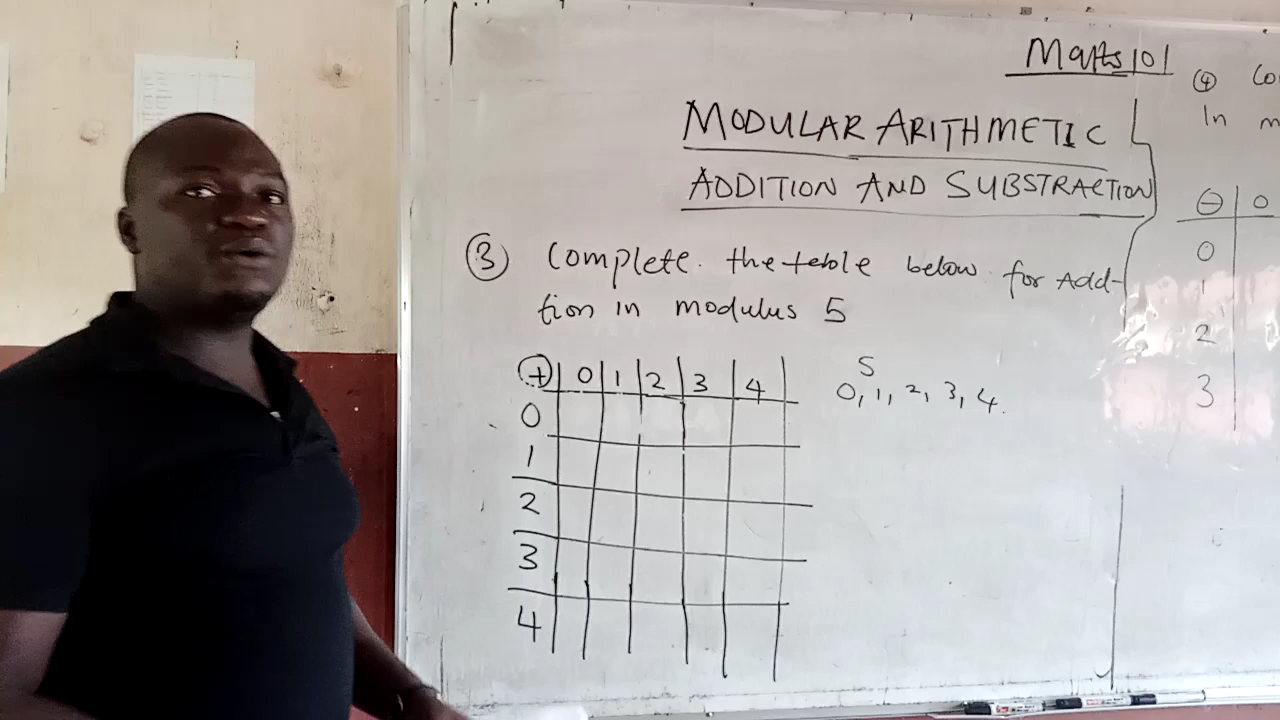 Maths 101
MODULAR ARITHMETIC
ADDITION AND SUBSTRACTION
③ Complete. the table below for Add-
tion in modulus 5
⊕ 0 1 2 3 4
0
1
2
3
4
5
0, 1, 2, 3, 4.
④
In
⊖ 0
0
1
2
3